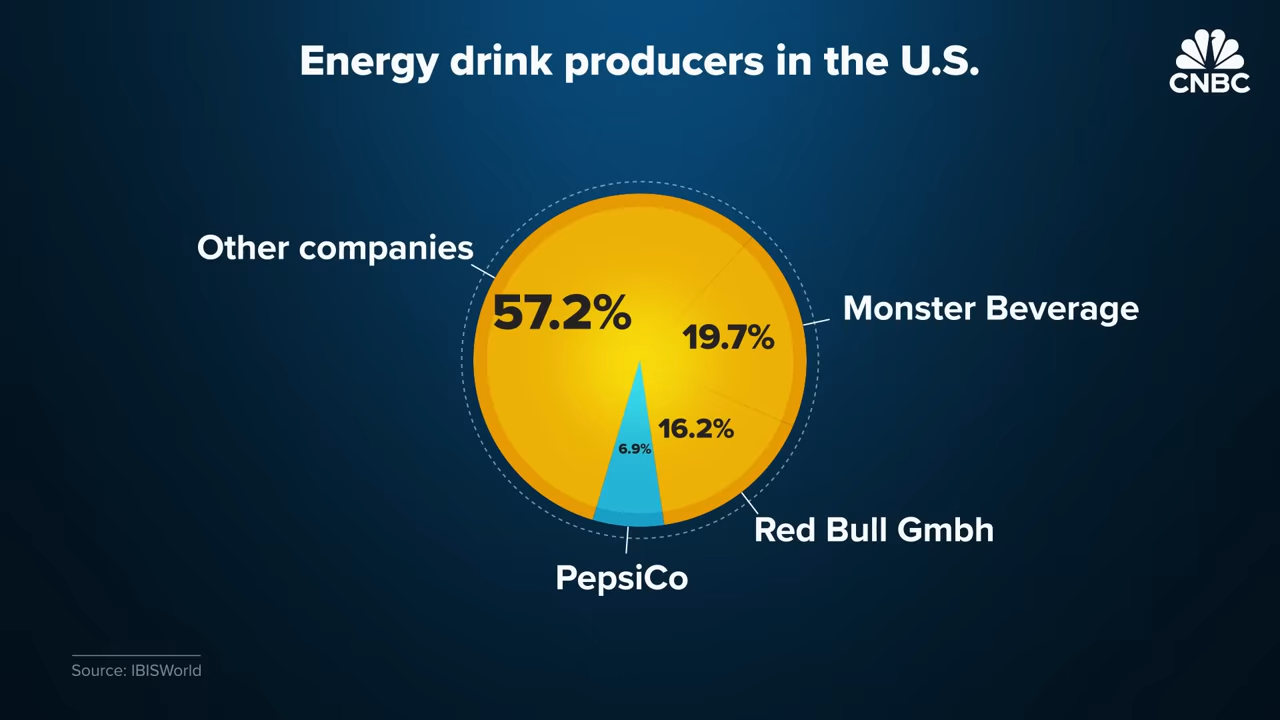 Energy drink producers in the U.S.
CNBC
Other companies
57.2%
Monster Beverage
19.7%
16.2%
6.9%
Red Bull Gmbh
PepsiCo
Source: IBISWorld